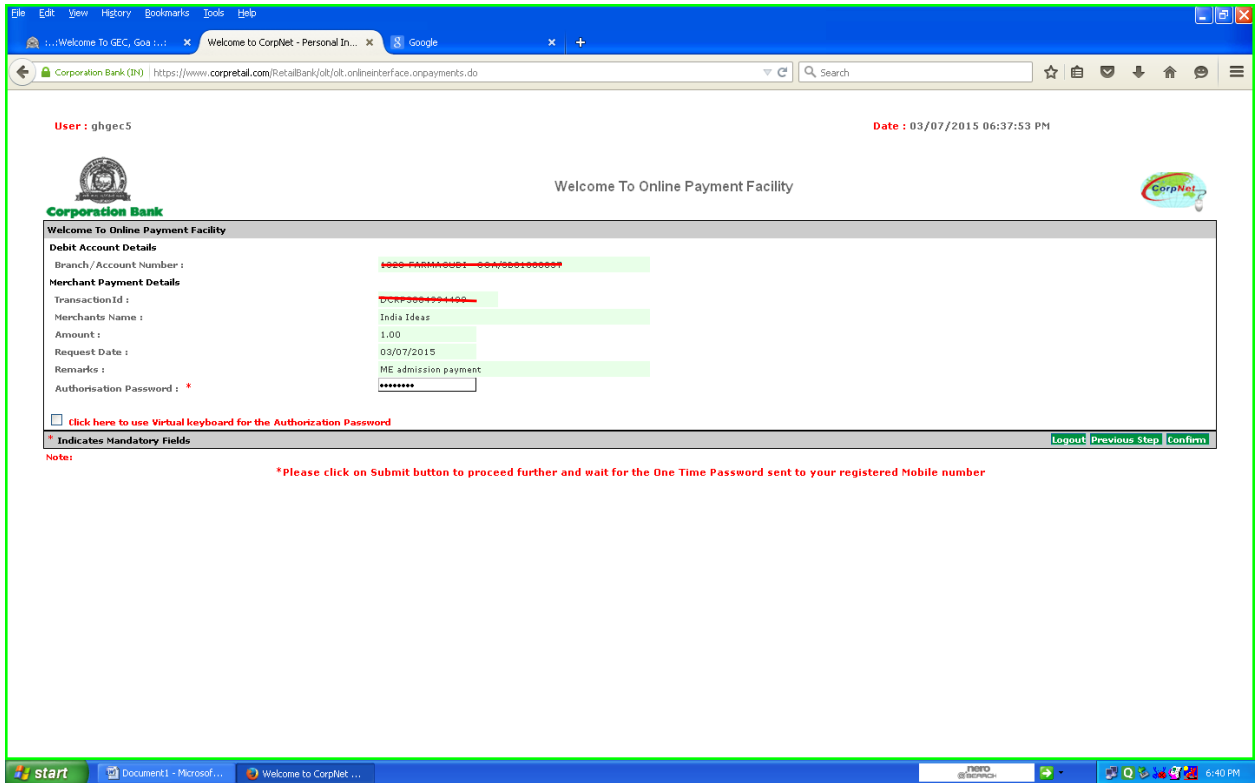 File Edit View History Bookmarks Tools Help
:..:Welcome To GEC, Goa :..: × Welcome to CorpNet - Personal In... × Google × +
Corporation Bank (IN) https://www.corpretail.com/RetailBank/olt/olt.onlineinterface.onpayments.do Search
User : ghgec5 Date : 03/07/2015 06:37:53 PM
Corporation Bank
Welcome To Online Payment Facility
CorpNet
Welcome To Online Payment Facility
Debit Account Details
Branch/Account Number :
Merchant Payment Details
TransactionId :
Merchants Name : India Ideas
Amount : 1.00
Request Date : 03/07/2015
Remarks : ME admission payment
Authorisation Password : * ••••••••
Click here to use Virtual keyboard for the Authorization Password
* Indicates Mandatory Fields Logout Previous Step Confirm
Note:
*Please click on Submit button to proceed further and wait for the One Time Password sent to your registered Mobile number
start Document1 - Microsof... Welcome to CorpNet ... nero SEARCH 6:40 PM